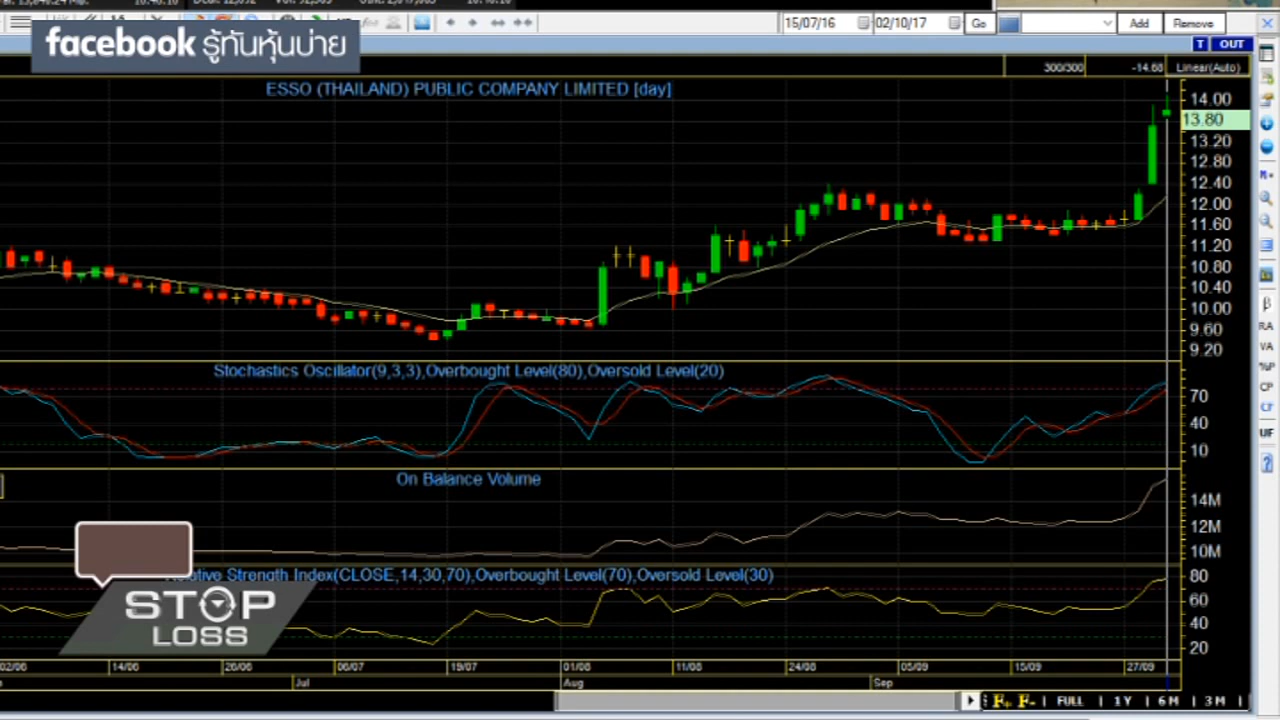 15/07/16 02/10/17 Go Add Remove
facebook รู้ทันหุ้นบ่าย
T OUT
300/300 -14.68 Linear(Auto)
ESSO (THAILAND) PUBLIC COMPANY LIMITED [day]
14.00
13.80
13.20
12.80
12.40
12.00
11.60
11.20
10.80
10.40
10.00
9.60
9.20
Stochastics Oscillator(9,3,3),Overbought Level(80),Oversold Level(20)
70
40
10
On Balance Volume
14M
12M
10M
Strength Index(CLOSE,14,30,70),Overbought Level(70),Oversold Level(30)
80
60
40
20
STOP
LOSS
02/06 14/06 26/06 06/07 19/07 01/08 11/08 24/08 05/09 15/09 27/09
Jul Aug Sep
FULL 1Y 6M 3M
β
RA
VA
%P
CP
CF
UF
?